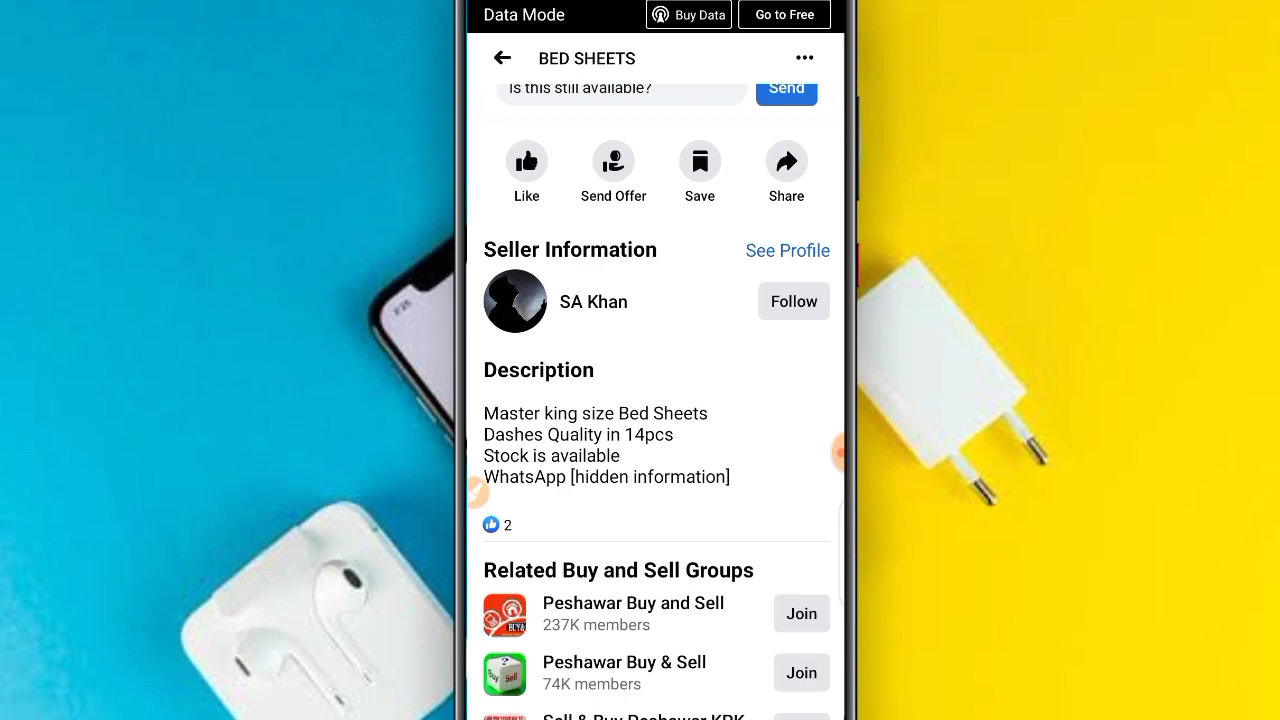 Data Mode
Buy Data
Go to Free
BED SHEETS
Is this still available?
Send
Like
Send Offer
Save
Share
Seller Information
See Profile
SA Khan
Follow
Description
Master king size Bed Sheets
Dashes Quality in 14pcs
Stock is available
WhatsApp [hidden information]
2
Related Buy and Sell Groups
Peshawar Buy and Sell
237K members
Join
Peshawar Buy & Sell
74K members
Join
Sell & Buy Peshawar KPK
Buy
Sell
BUY&